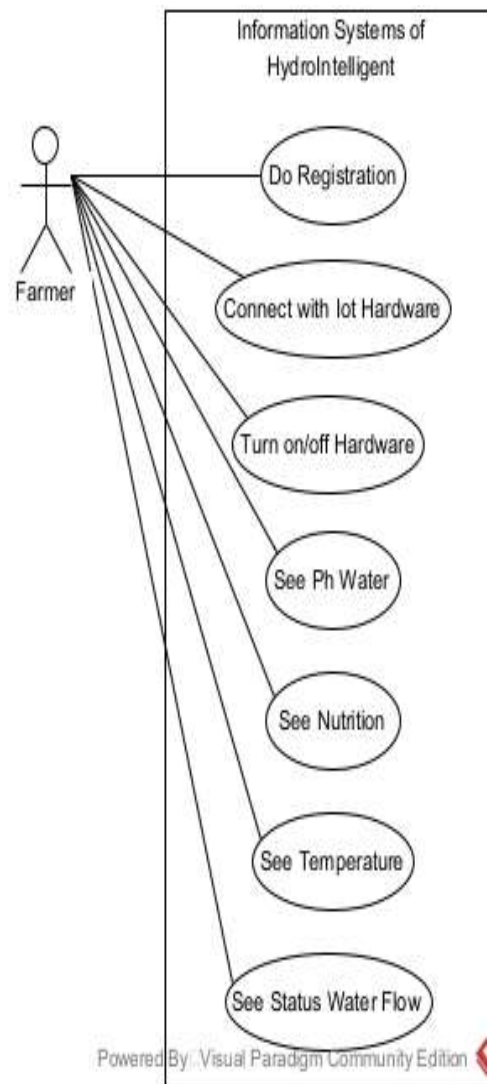 Information Systems of
HydroIntelligent
Do Registration
Farmer
Connect with Iot Hardware
Turn on/off Hardware
See Ph Water
See Nutrition
See Temperature
See Status Water Flow
Powered By Visual Paradigm Community Edition